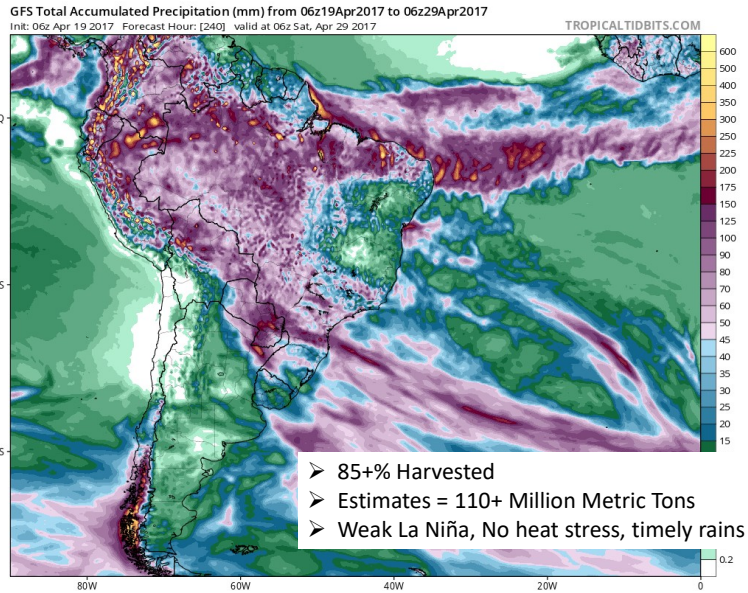 GFS Total Accumulated Precipitation (mm) from 06z19Apr2017 to 06z29Apr2017
Init: 06z Apr 19 2017 Forecast Hour: [240] valid at 06z Sat, Apr 29 2017 TROPICALTIDBITS.COM
600
500
400
350
300
250
225
200
175
150
125
100
90
80
70
60
50
45
40
35
30
25
20
15
0.2
Q
S
S
➢ 85+% Harvested
➢ Estimates = 110+ Million Metric Tons
➢ Weak La Niña, No heat stress, timely rains
80W 60W 40W 20W 0